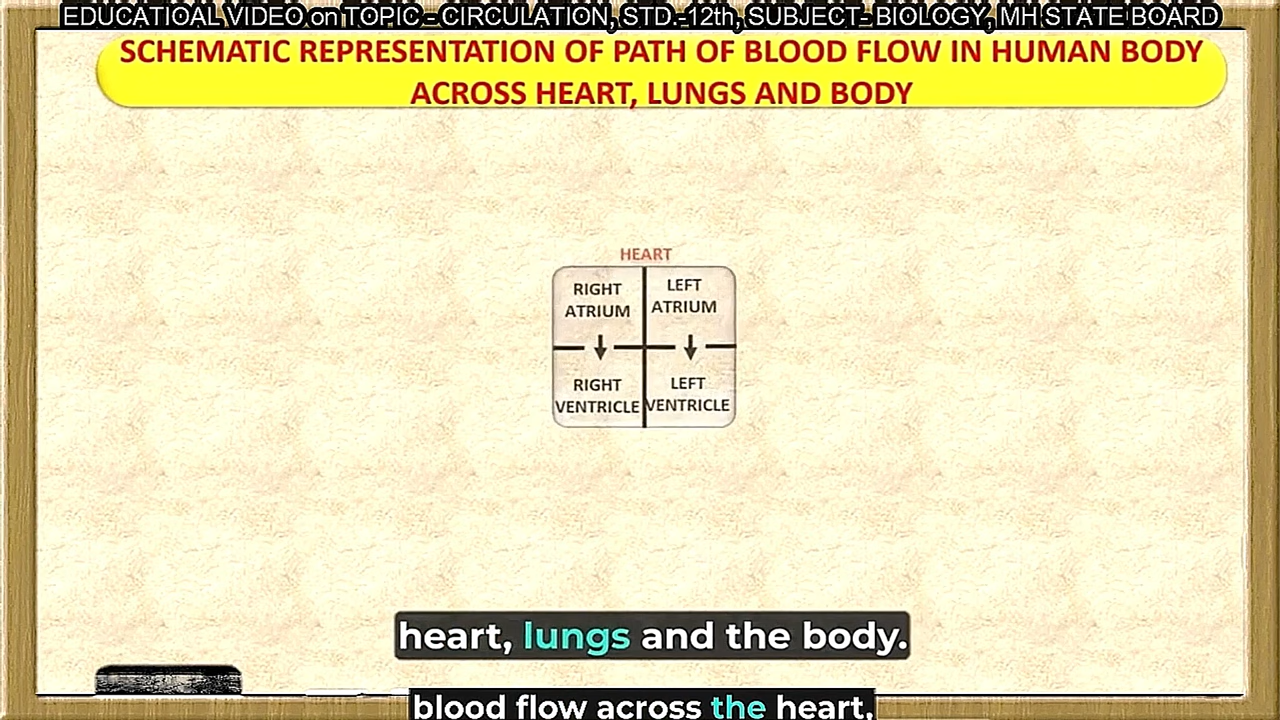 EDUCATIOAL VIDEO on TOPIC - CIRCULATION, STD.-12th, SUBJECT- BIOLOGY, MH STATE BOARD
SCHEMATIC REPRESENTATION OF PATH OF BLOOD FLOW IN HUMAN BODY
ACROSS HEART, LUNGS AND BODY
HEART
RIGHT
ATRIUM
LEFT
ATRIUM
RIGHT
VENTRICLE
LEFT
VENTRICLE
heart, lungs and the body.
blood flow across the heart,